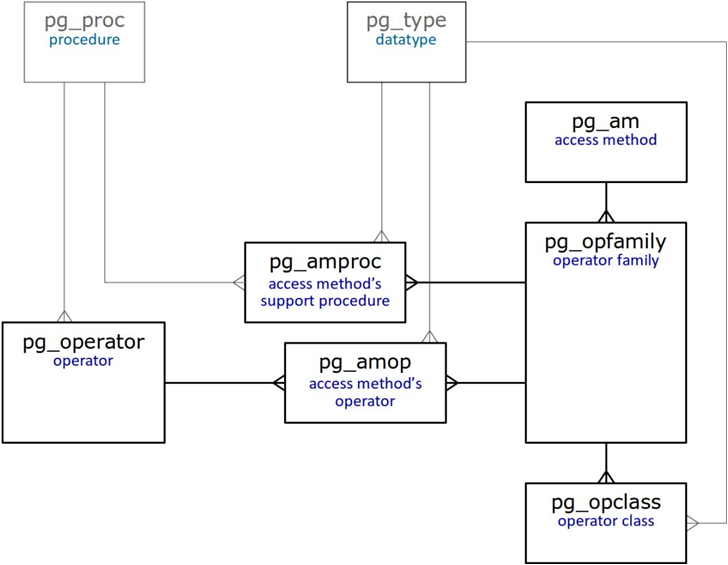 pg_proc
procedure
pg_type
datatype
pg_am
access method
pg_opfamily
operator family
pg_amproc
access method's
support procedure
pg_operator
operator
pg_amop
access method's
operator
pg_opclass
operator class